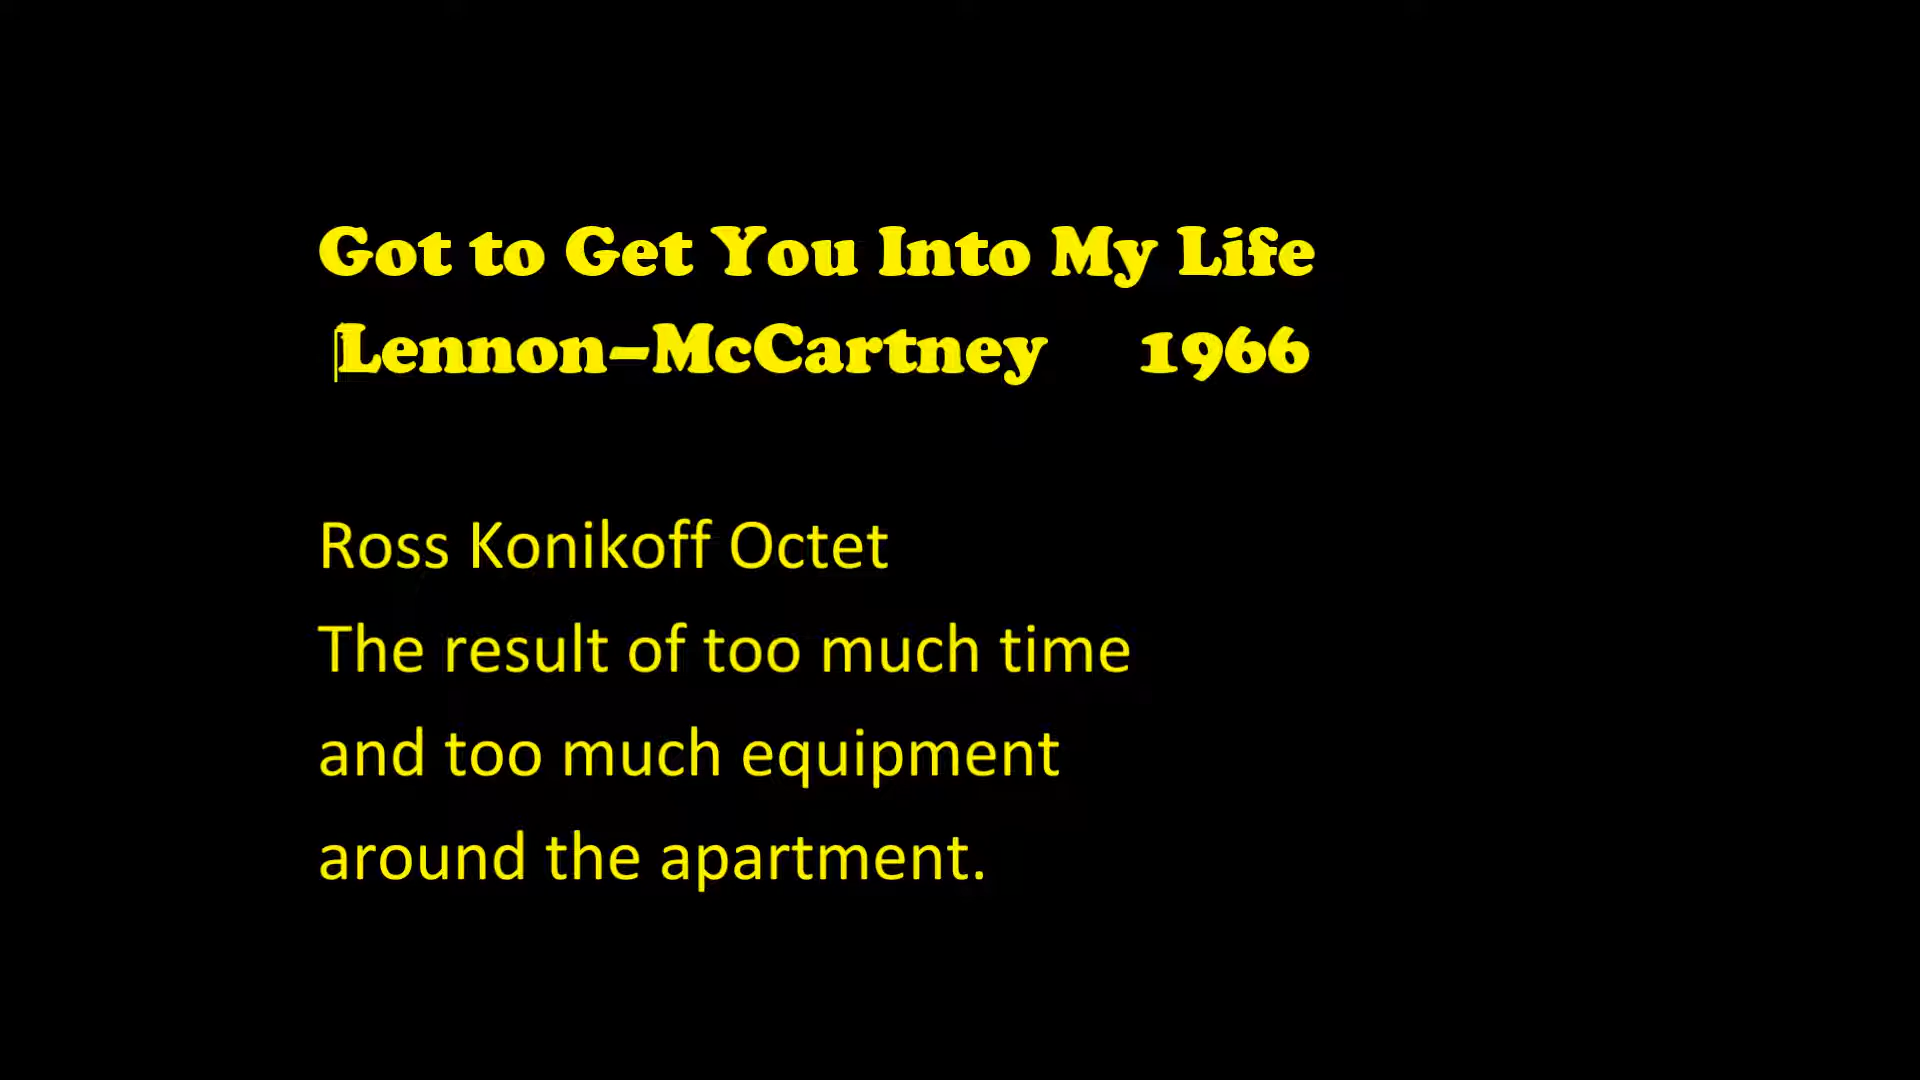 Got to Get You Into My Life
Lennon–McCartney 1966
Ross Konikoff Octet
The result of too much time
and too much equipment
around the apartment.